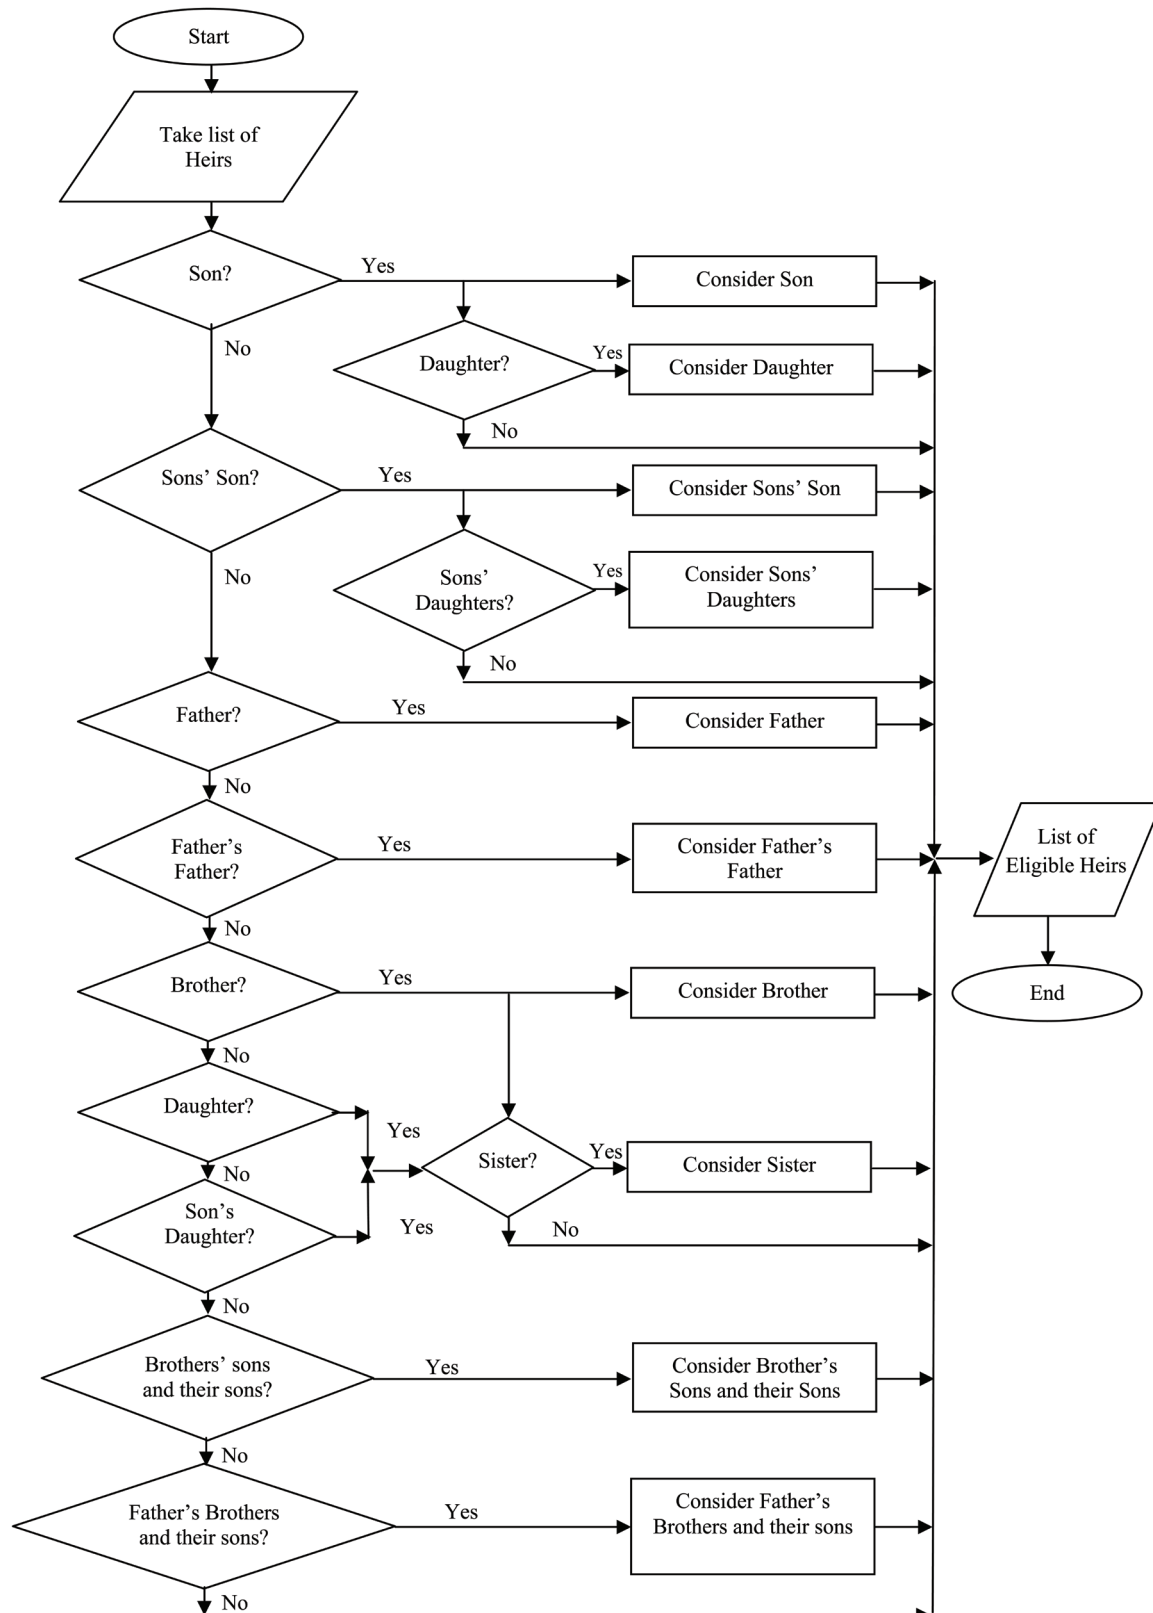 Start
Take list of
Heirs
Son?
Yes
Consider Son
No
Daughter?
Yes
Consider Daughter
No
Sons’ Son?
Yes
Consider Sons’ Son
No
Sons’
Daughters?
Yes
Consider Sons’
Daughters
No
Father?
Yes
Consider Father
No
Father’s
Father?
Yes
Consider Father’s
Father
List of
Eligible Heirs
No
Brother?
Yes
Consider Brother
End
No
Daughter?
Yes
Sister?
Yes
Consider Sister
No
Son’s
Daughter?
Yes
No
No
Brothers’ sons
and their sons?
Yes
Consider Brother’s
Sons and their Sons
No
Father’s Brothers
and their sons?
Yes
Consider Father’s
Brothers and their sons
No